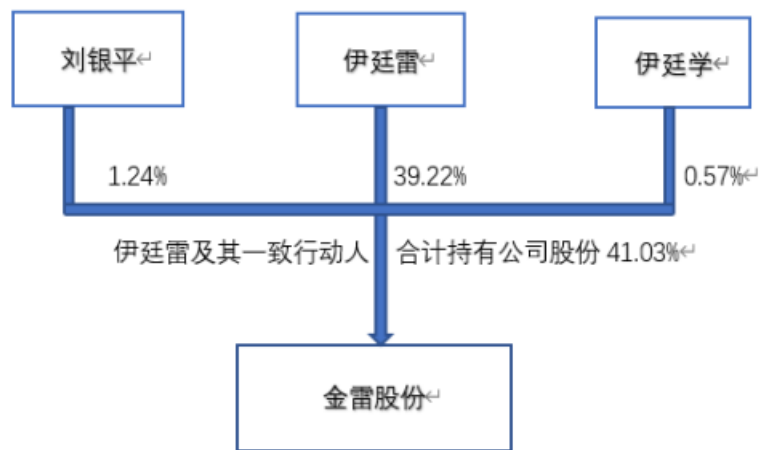 刘银平
伊廷雷
伊廷学
1.24%
39.22%
0.57%
伊廷雷及其一致行动人 合计持有公司股份 41.03%
金雷股份